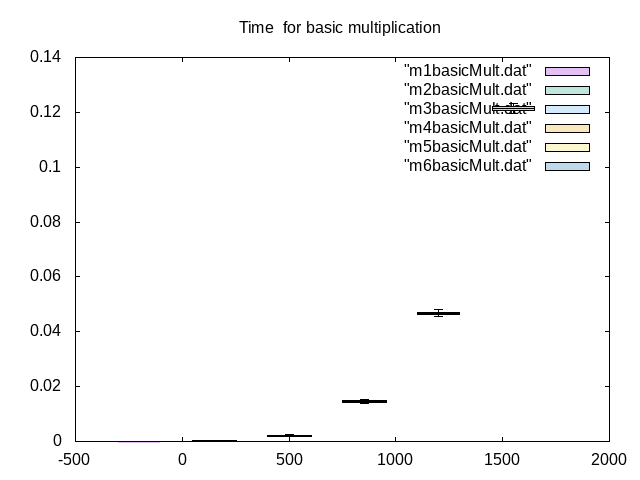 Time  for basic multiplication
0.14
0.12
0.1
0.08
0.06
0.04
0.02
0
-500
0
500
1000
1500
2000
"m1basicMult.dat"
"m2basicMult.dat"
"m3basicMult.dat"
"m4basicMult.dat"
"m5basicMult.dat"
"m6basicMult.dat"